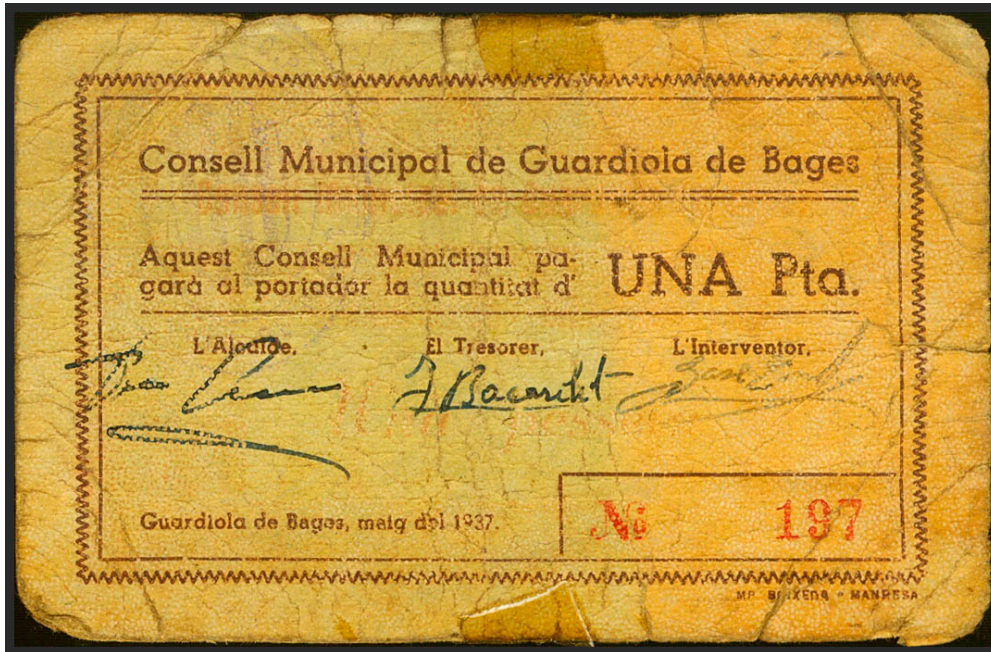 Consell Municipal de Guardiola de Bages
Aquest Consell Municipal pa-
garà al portador la quantitat d'
UNA Pta.
L'Alcalde, El Tresorer, L'Interventor,
Guardiola de Bages, maig del 1937.
Nº 197
MANRESA